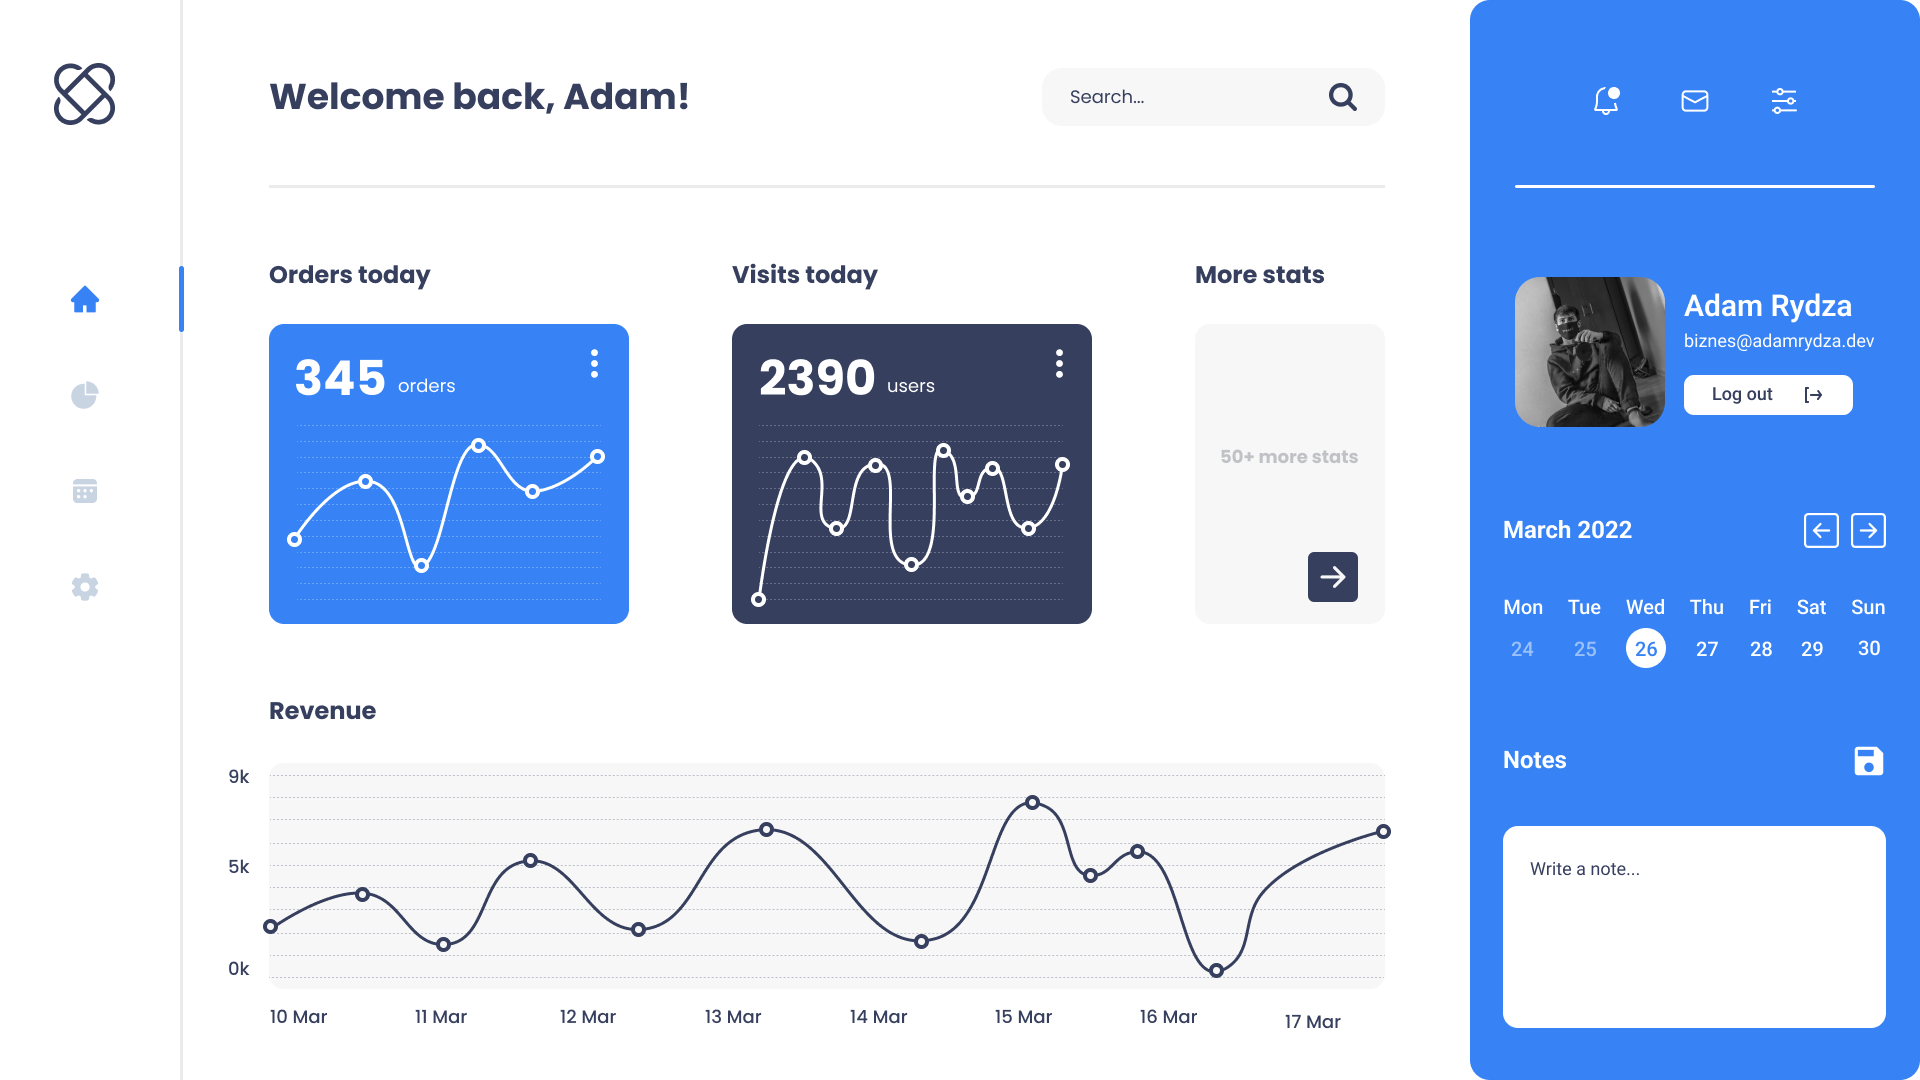 Welcome back, Adam!
Search...
Orders today
Visits today
More stats
345 orders
2390 users
50+ more stats
Revenue
9k
5k
0k
10 Mar
11 Mar
12 Mar
13 Mar
14 Mar
15 Mar
16 Mar
17 Mar
Adam Rydza
biznes@adamrydza.dev
Log out
March 2022
Mon Tue Wed Thu Fri Sat Sun
24 25 26 27 28 29 30
Notes
Write a note...